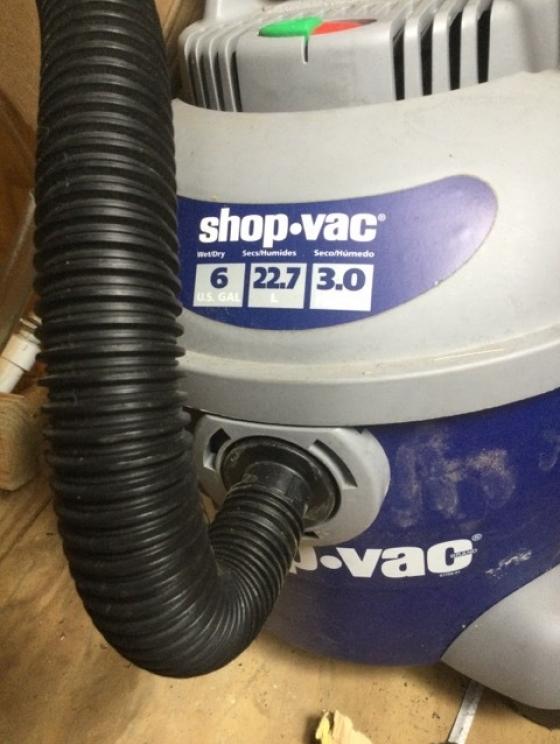 shop•vac®
Wet/Dry Secs/Humides Seco/Húmedo
6 22.7 3.0
U.S. GAL L
p•vac®